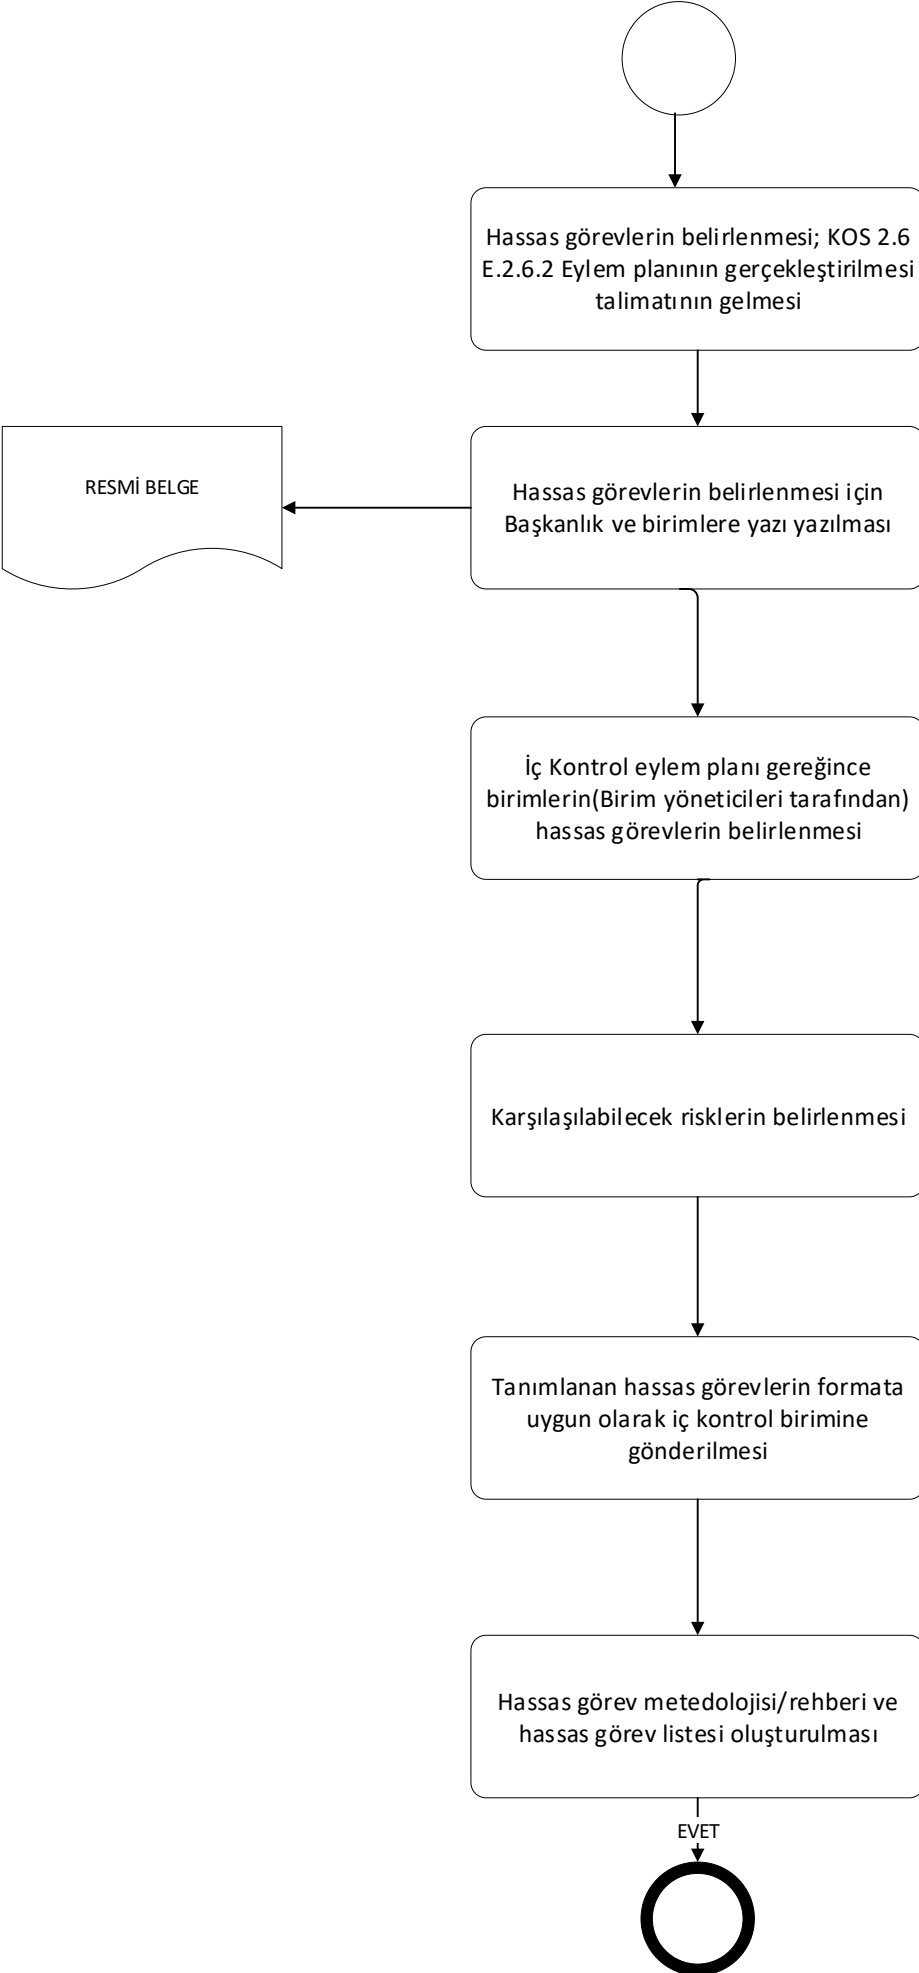 Hassas görevlerin belirlenmesi; KOS 2.6
E.2.6.2 Eylem planının gerçekleştirilmesi
talimatının gelmesi
RESMİ BELGE
Hassas görevlerin belirlenmesi için
Başkanlık ve birimlere yazı yazılması
İç Kontrol eylem planı gereğince
birimlerin(Birim yöneticileri tarafından)
hassas görevlerin belirlenmesi
Karşılaşılabilecek risklerin belirlenmesi
Tanımlanan hassas görevlerin formata
uygun olarak iç kontrol birimine
gönderilmesi
Hassas görev metedolojisi/rehberi ve
hassas görev listesi oluşturulması
EVET